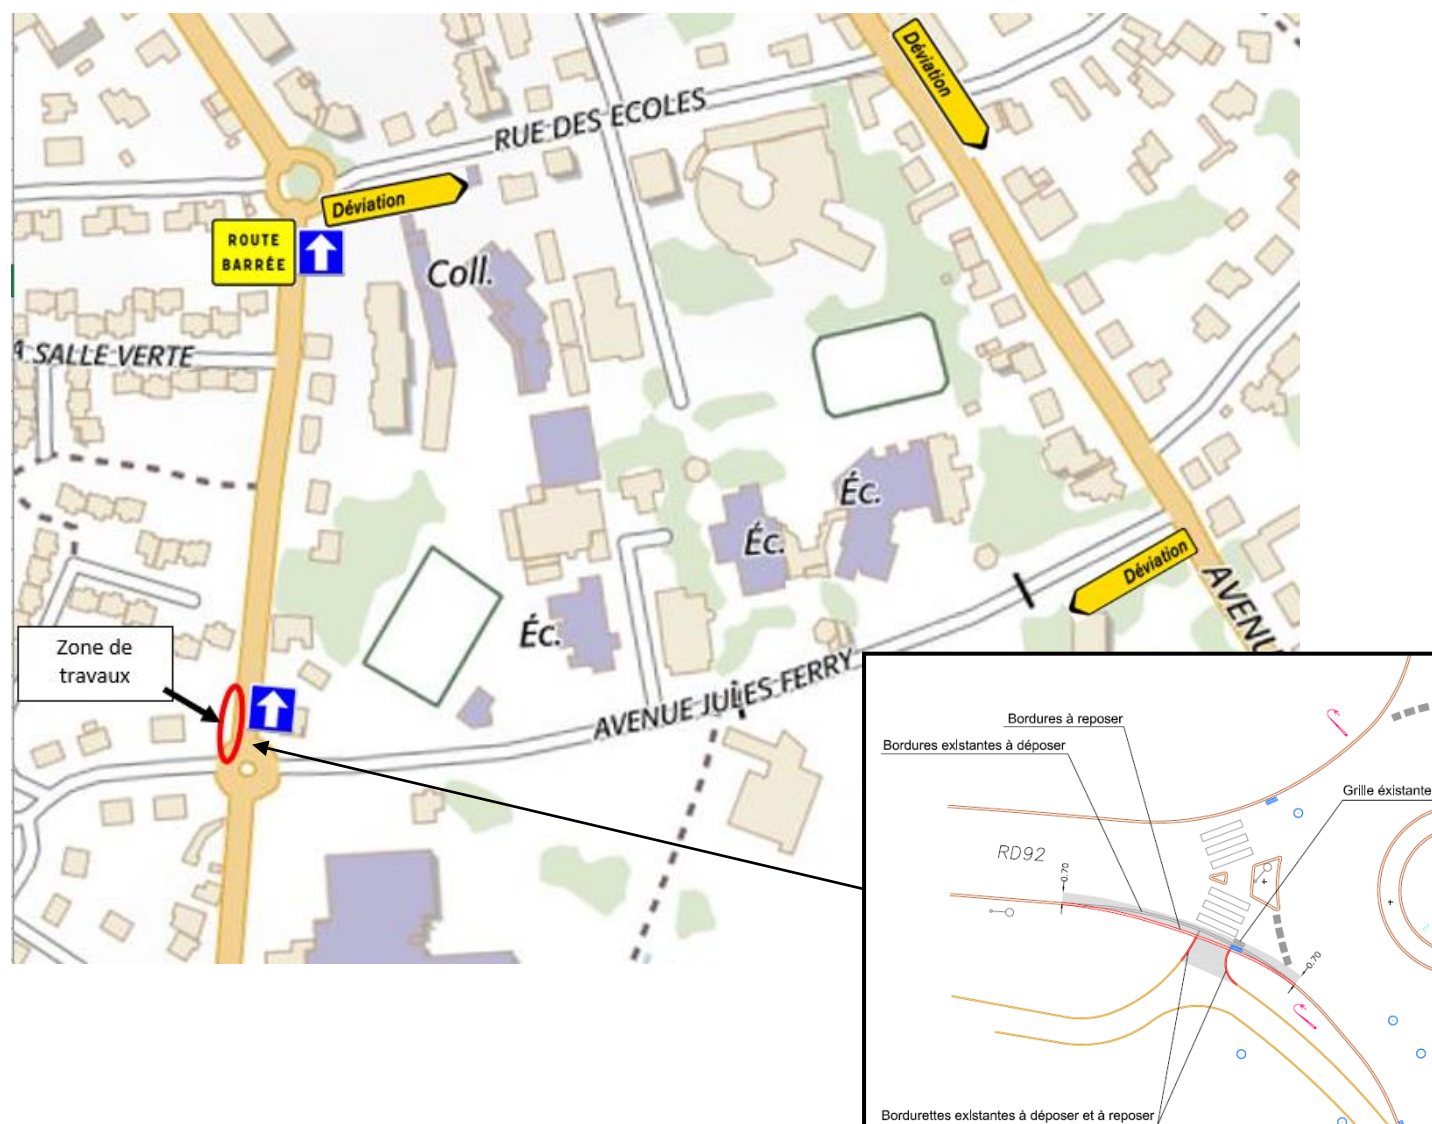 Déviation
RUE DES ECOLES
Déviation
ROUTE
BARRÉE
Coll.
SALLE VERTE
Éc.
Éc.
Déviation
AVENU
Éc.
Zone de
travaux
AVENUE JULES FERRY
Bordures à reposer
Bordures existantes à déposer
Grille éxistante
RD92
0.70
0.70
Bordurettes existantes à déposer et à reposer